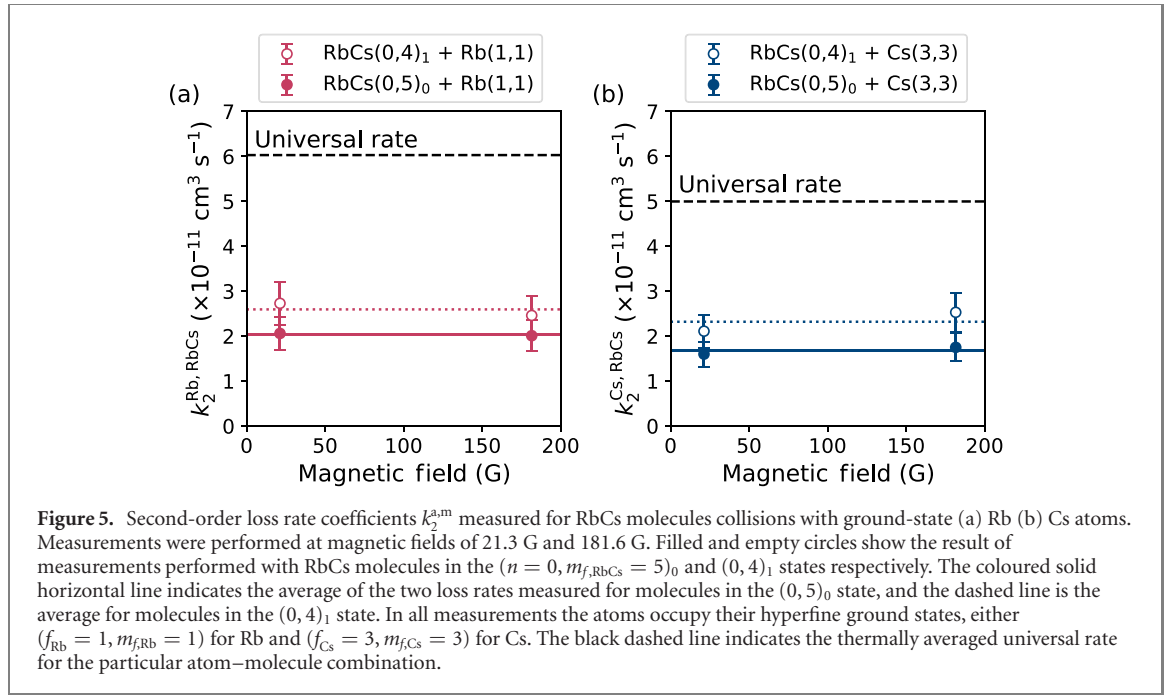 RbCs(0,4)₁ + Rb(1,1)
RbCs(0,5)₀ + Rb(1,1)
(a)
7
6
5
4
3
2
1
0
k₂^{Rb, RbCs} (×10⁻¹¹ cm³ s⁻¹)
Universal rate
0 50 100 150 200
Magnetic field (G)
RbCs(0,4)₁ + Cs(3,3)
RbCs(0,5)₀ + Cs(3,3)
(b)
7
6
5
4
3
2
1
0
k₂^{Cs, RbCs} (×10⁻¹¹ cm³ s⁻¹)
Universal rate
0 50 100 150 200
Magnetic field (G)
Figure 5. Second-order loss rate coefficients k₂^{a,m} measured for RbCs molecules collisions with ground-state (a) Rb (b) Cs atoms.
Measurements were performed at magnetic fields of 21.3 G and 181.6 G. Filled and empty circles show the result of
measurements performed with RbCs molecules in the (n = 0, m_{f,RbCs} = 5)₀ and (0, 4)₁ states respectively. The coloured solid
horizontal line indicates the average of the two loss rates measured for molecules in the (0, 5)₀ state, and the dashed line is the
average for molecules in the (0, 4)₁ state. In all measurements the atoms occupy their hyperfine ground states, either
(f_{Rb} = 1, m_{f,Rb} = 1) for Rb and (f_{Cs} = 3, m_{f,Cs} = 3) for Cs. The black dashed line indicates the thermally averaged universal rate
for the particular atom–molecule combination.